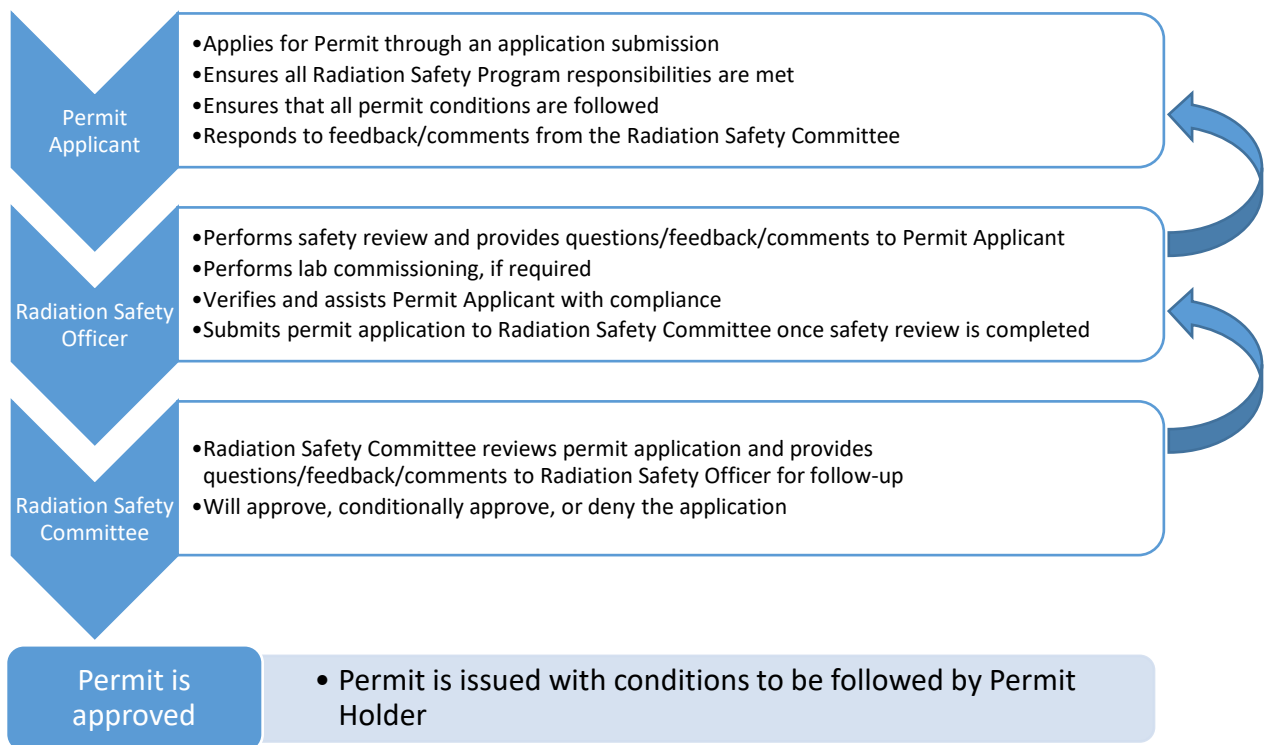 Permit
Applicant
•Applies for Permit through an application submission
•Ensures all Radiation Safety Program responsibilities are met
•Ensures that all permit conditions are followed
•Responds to feedback/comments from the Radiation Safety Committee
Radiation Safety
Officer
•Performs safety review and provides questions/feedback/comments to Permit Applicant
•Performs lab commissioning, if required
•Verifies and assists Permit Applicant with compliance
•Submits permit application to Radiation Safety Committee once safety review is completed
Radiation Safety
Committee
•Radiation Safety Committee reviews permit application and provides
questions/feedback/comments to Radiation Safety Officer for follow-up
•Will approve, conditionally approve, or deny the application
Permit is
approved
• Permit is issued with conditions to be followed by Permit
Holder